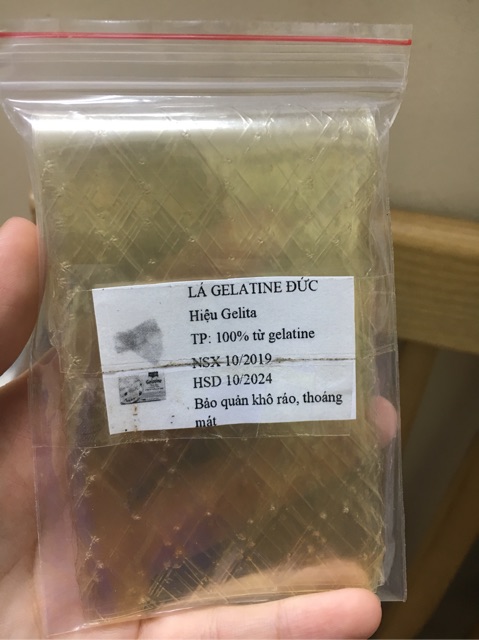 LÁ GELATINE ĐỨC
Hiệu Gelita
TP: 100% từ gelatine
NSX 10/2019
HSD 10/2024
Bảo quản khô ráo, thoáng
mát